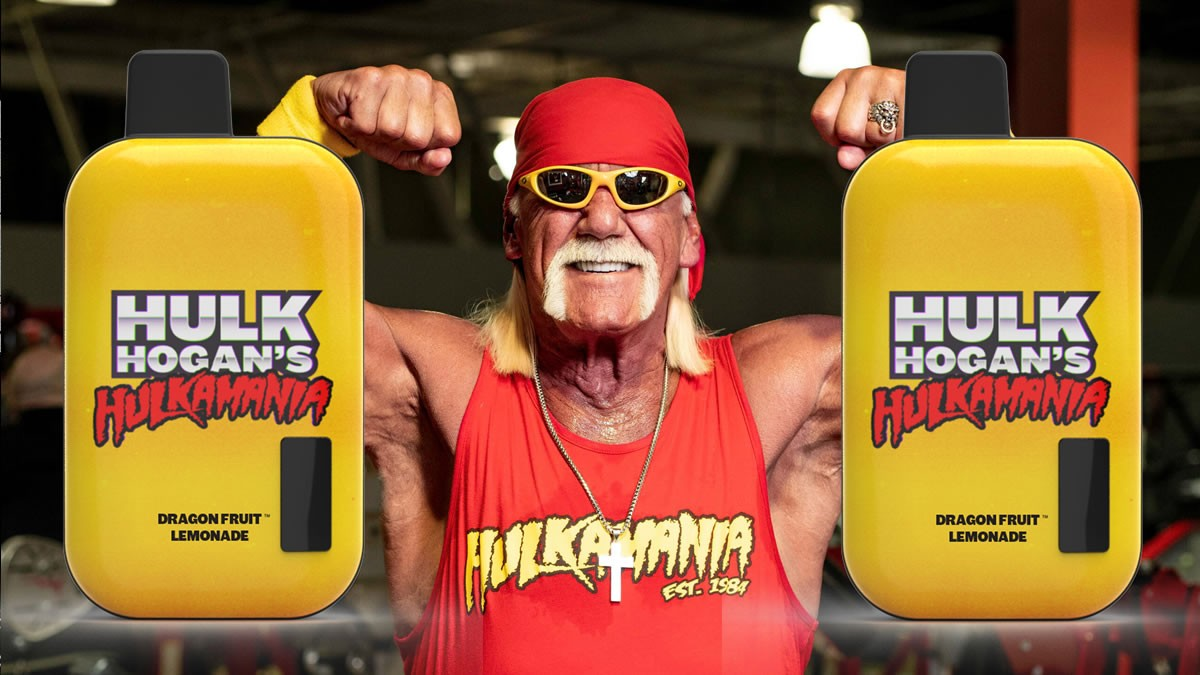 HULK
HOGAN'S
HULKAMANIA
DRAGON FRUIT™
LEMONADE
HULKAMANIA
EST. 1984
HULK
HOGAN'S
HULKAMANIA
DRAGON FRUIT™
LEMONADE